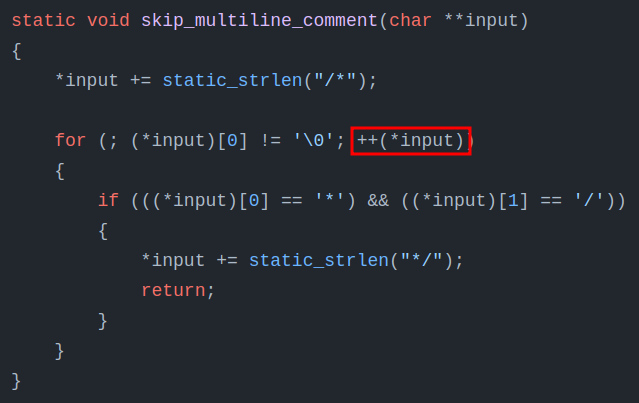 static void skip_multiline_comment(char **input)
{
    *input += static_strlen("/*");
    for (; (*input)[0] != '\0'; ++(*input))
    {
        if (((*input)[0] == '*') && ((*input)[1] == '/'))
        {
            *input += static_strlen("*/");
            return;
        }
    }
}